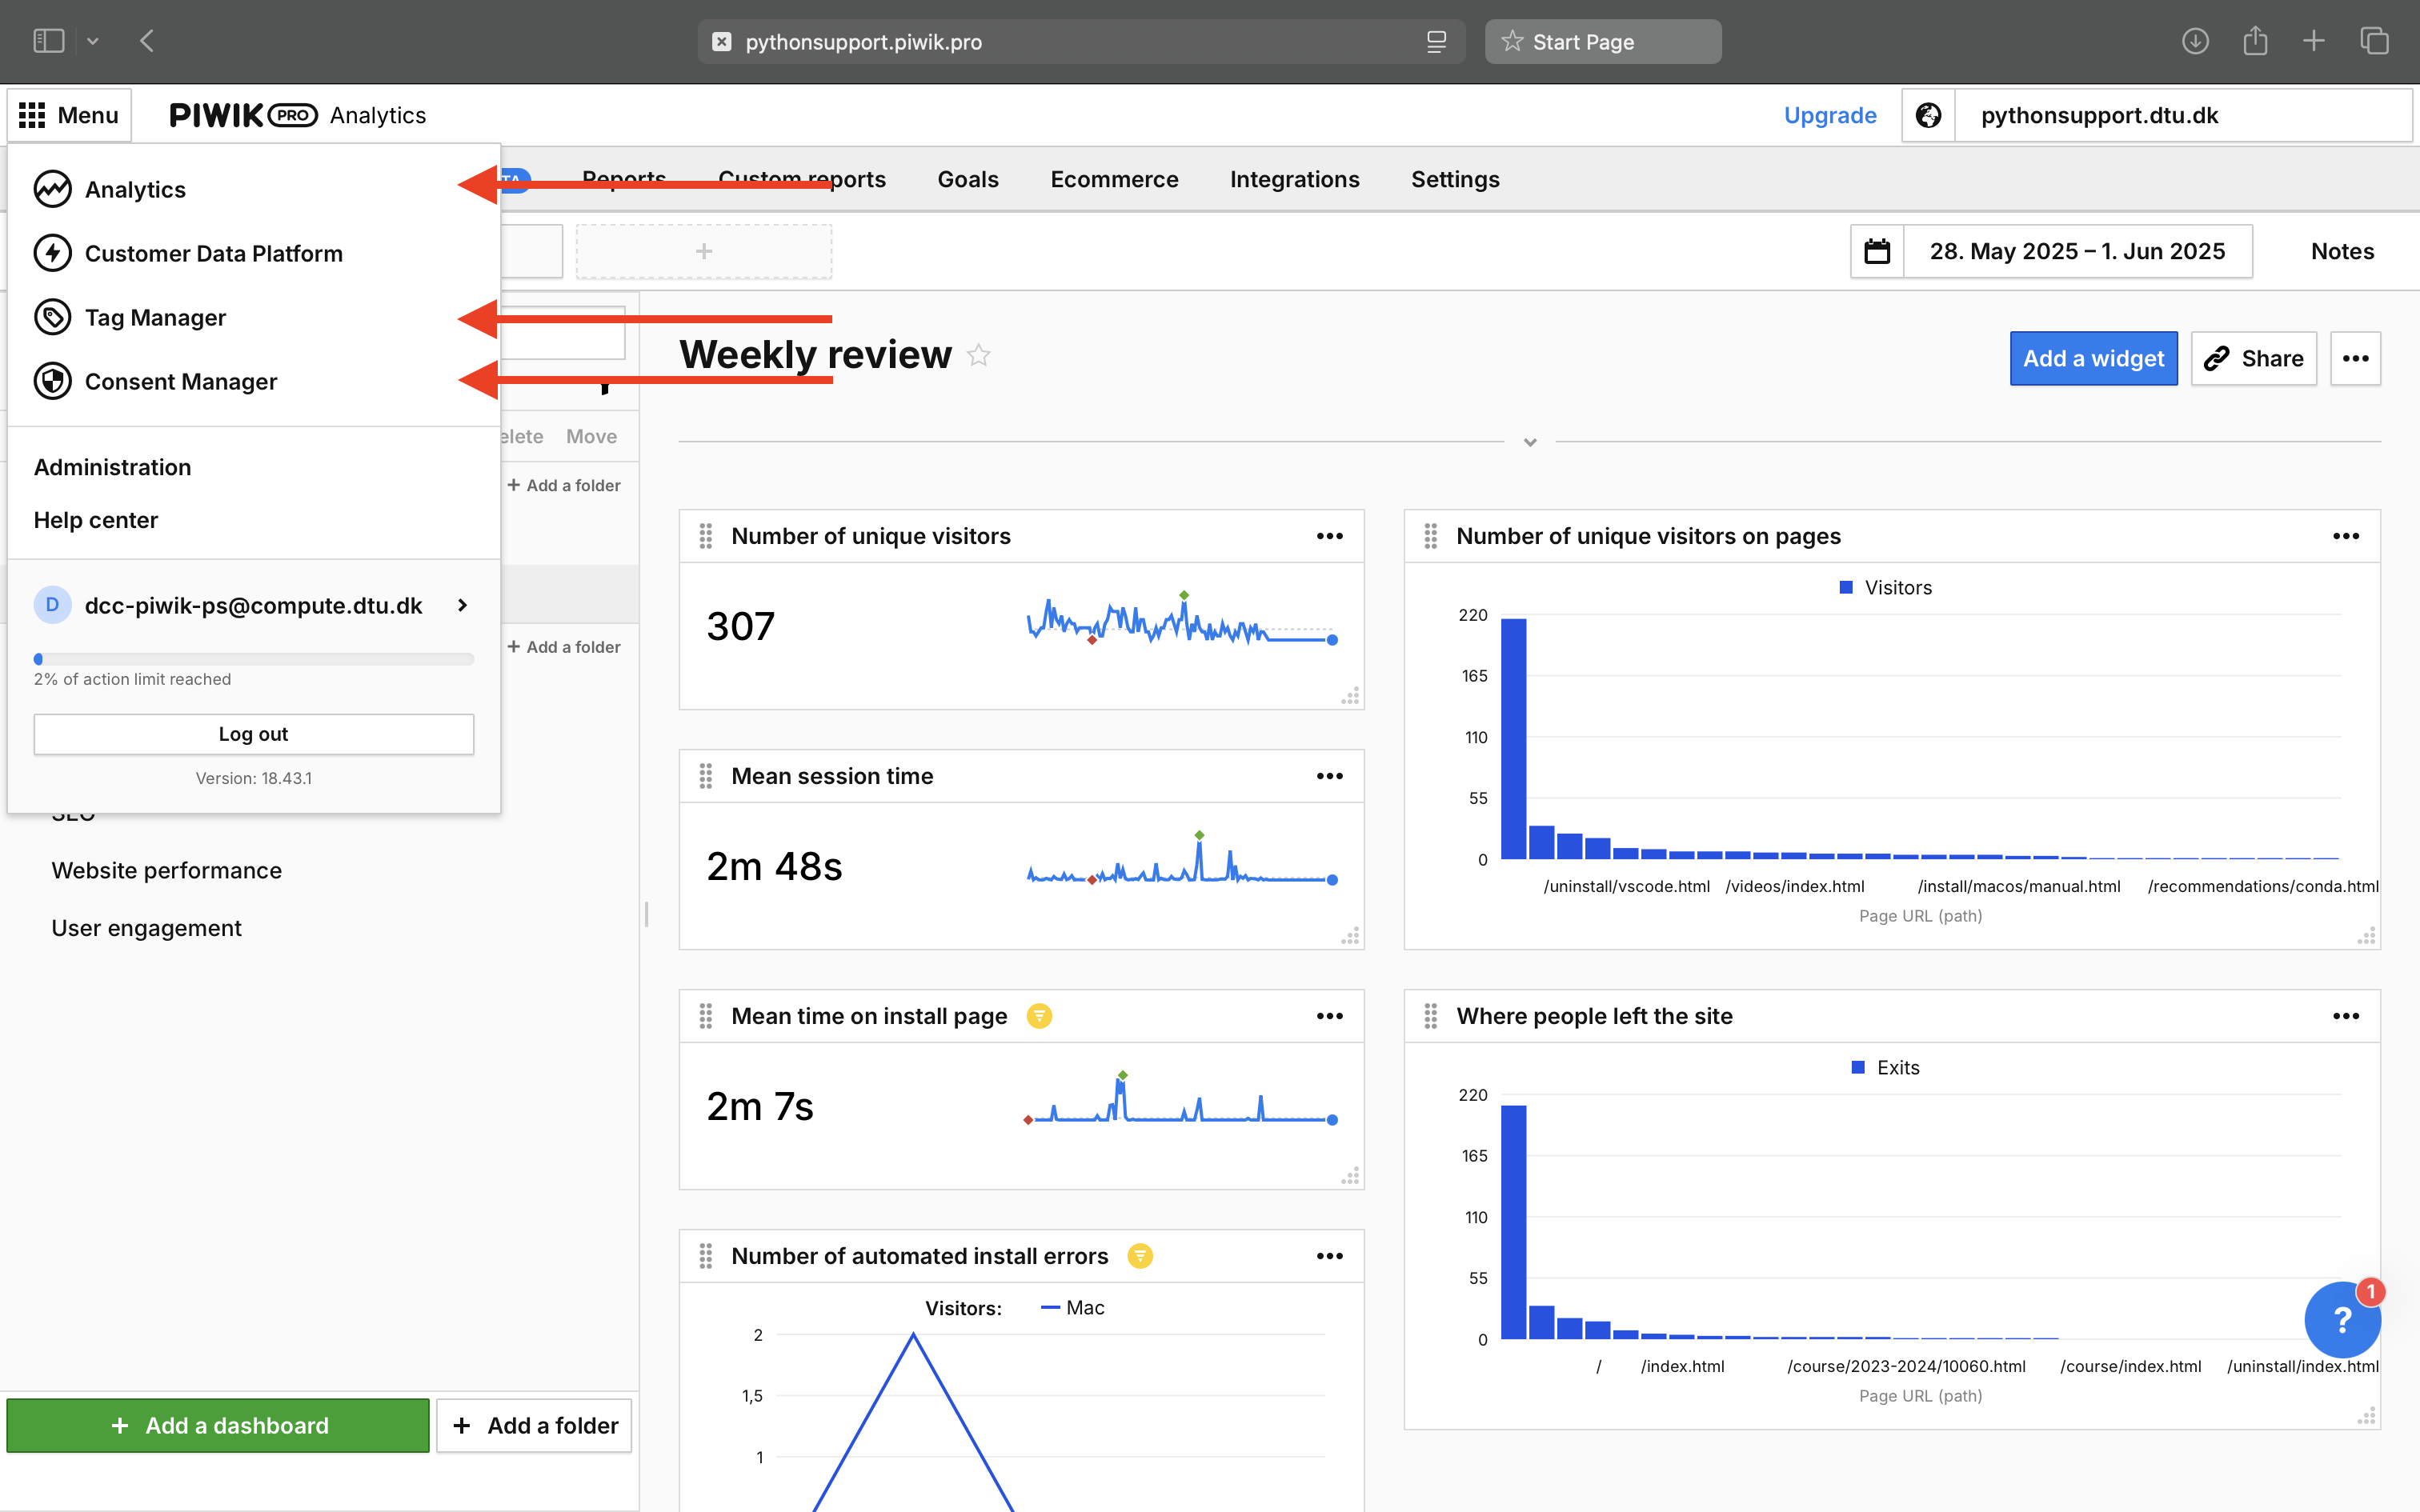 pythonsupport.piwik.pro
Start Page
Menu
PIWIK PRO Analytics
Upgrade
pythonsupport.dtu.dk
Analytics
Customer Data Platform
Tag Manager
Consent Manager
Administration
Help center
D dcc-piwik-ps@compute.dtu.dk
2% of action limit reached
Log out
Version: 18.43.1
TA
Reports
Custom reports
Goals
Ecommerce
Integrations
Settings
+
28. May 2025 – 1. Jun 2025
Notes
elete
Move
+ Add a folder
+ Add a folder
SEO
Website performance
User engagement
+ Add a dashboard
+ Add a folder
Weekly review
Add a widget
Share
Number of unique visitors
307
Mean session time
2m 48s
Mean time on install page
2m 7s
Number of automated install errors
Visitors:
Mac
2
1,5
1
Number of unique visitors on pages
Visitors
220
165
110
55
0
/uninstall/vscode.html
/videos/index.html
/install/macos/manual.html
/recommendations/conda.html
Page URL (path)
Where people left the site
Exits
220
165
110
55
0
/
/index.html
/course/2023-2024/10060.html
/course/index.html
/uninstall/index.html
Page URL (path)
?
1